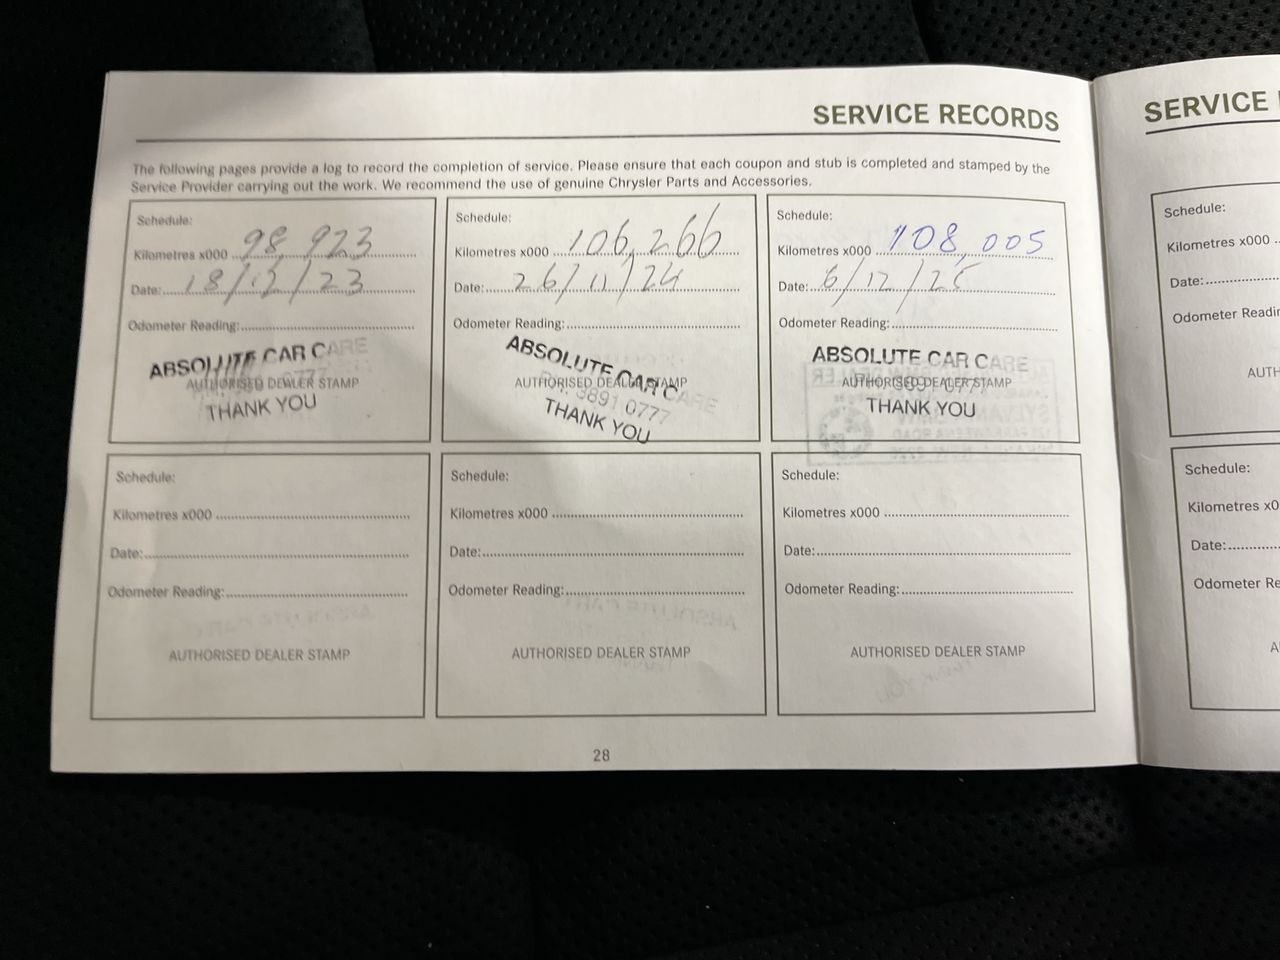 SERVICE RECORDS
The following pages provide a log to record the completion of service. Please ensure that each coupon and stub is completed and stamped by the
Service Provider carrying out the work. We recommend the use of genuine Chrysler Parts and Accessories.
Schedule:
Kilometres x000 98,923
Date: 18/12/23
Odometer Reading:
ABSOLUTE CAR CARE
AUTHORISED DEALER STAMP
THANK YOU
Schedule:
Kilometres x000 106,266
Date: 26/11/24
Odometer Reading:
ABSOLUTE CAR CARE
AUTHORISED DEALER STAMP
3891 0777
THANK YOU
Schedule:
Kilometres x000 108,005
Date: 6/12/25
Odometer Reading:
ABSOLUTE CAR CARE
AUTHORISED DEALER STAMP
THANK YOU
Schedule:
Kilometres x000
Date:
Odometer Reading:
AUTHORISED DEALER STAMP
Schedule:
Kilometres x000
Date:
Odometer Reading:
AUTHORISED DEALER STAMP
Schedule:
Kilometres x000
Date:
Odometer Reading:
AUTHORISED DEALER STAMP
28
SERVICE
Schedule:
Kilometres x000
Date:
Odometer
Schedule:
Kilometres
Date:
Odometer